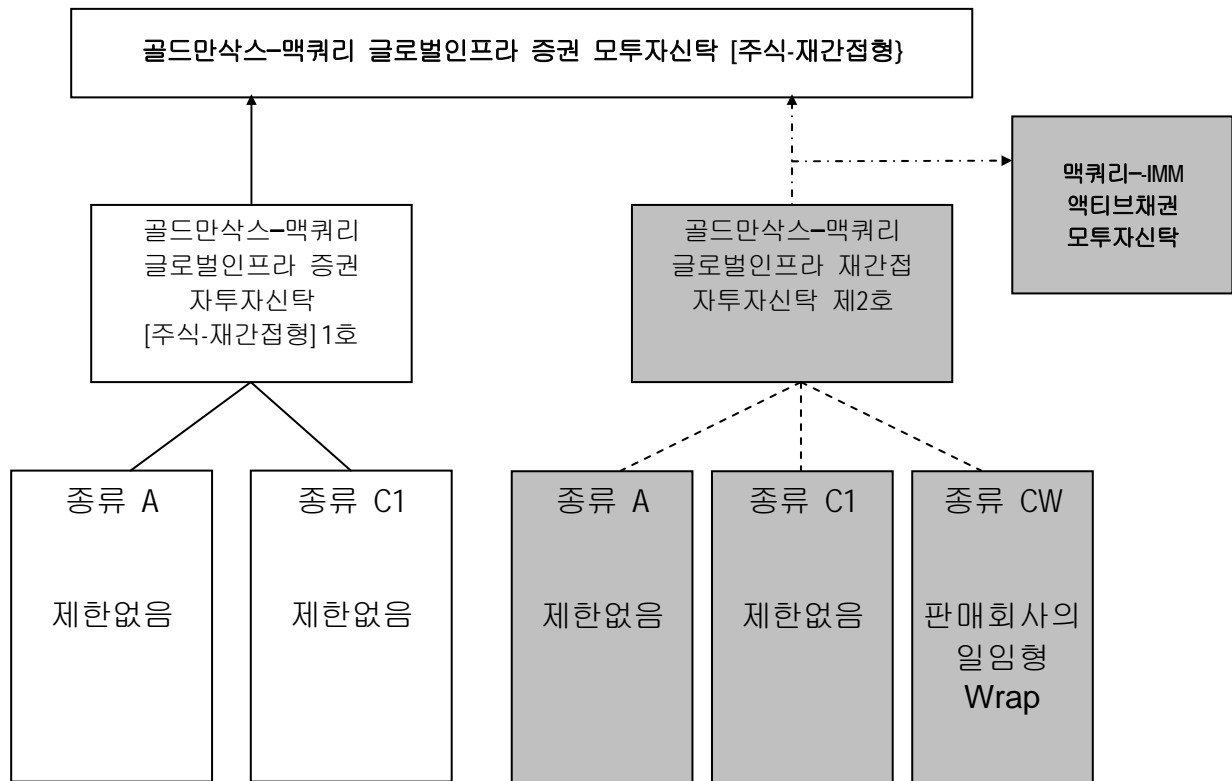 골드만삭스–맥쿼리 글로벌인프라 증권 모투자신탁 [주식-재간접형}
맥쿼리–-IMM
액티브채권
모투자신탁
골드만삭스–맥쿼리
글로벌인프라 증권
자투자신탁
[주식-재간접형] 1호
골드만삭스–맥쿼리
글로벌인프라 재간접
자투자신탁 제2호
종류 A
제한없음
종류 C1
제한없음
종류 A
제한없음
종류 C1
제한없음
종류 CW
판매회사의
일임형
Wrap